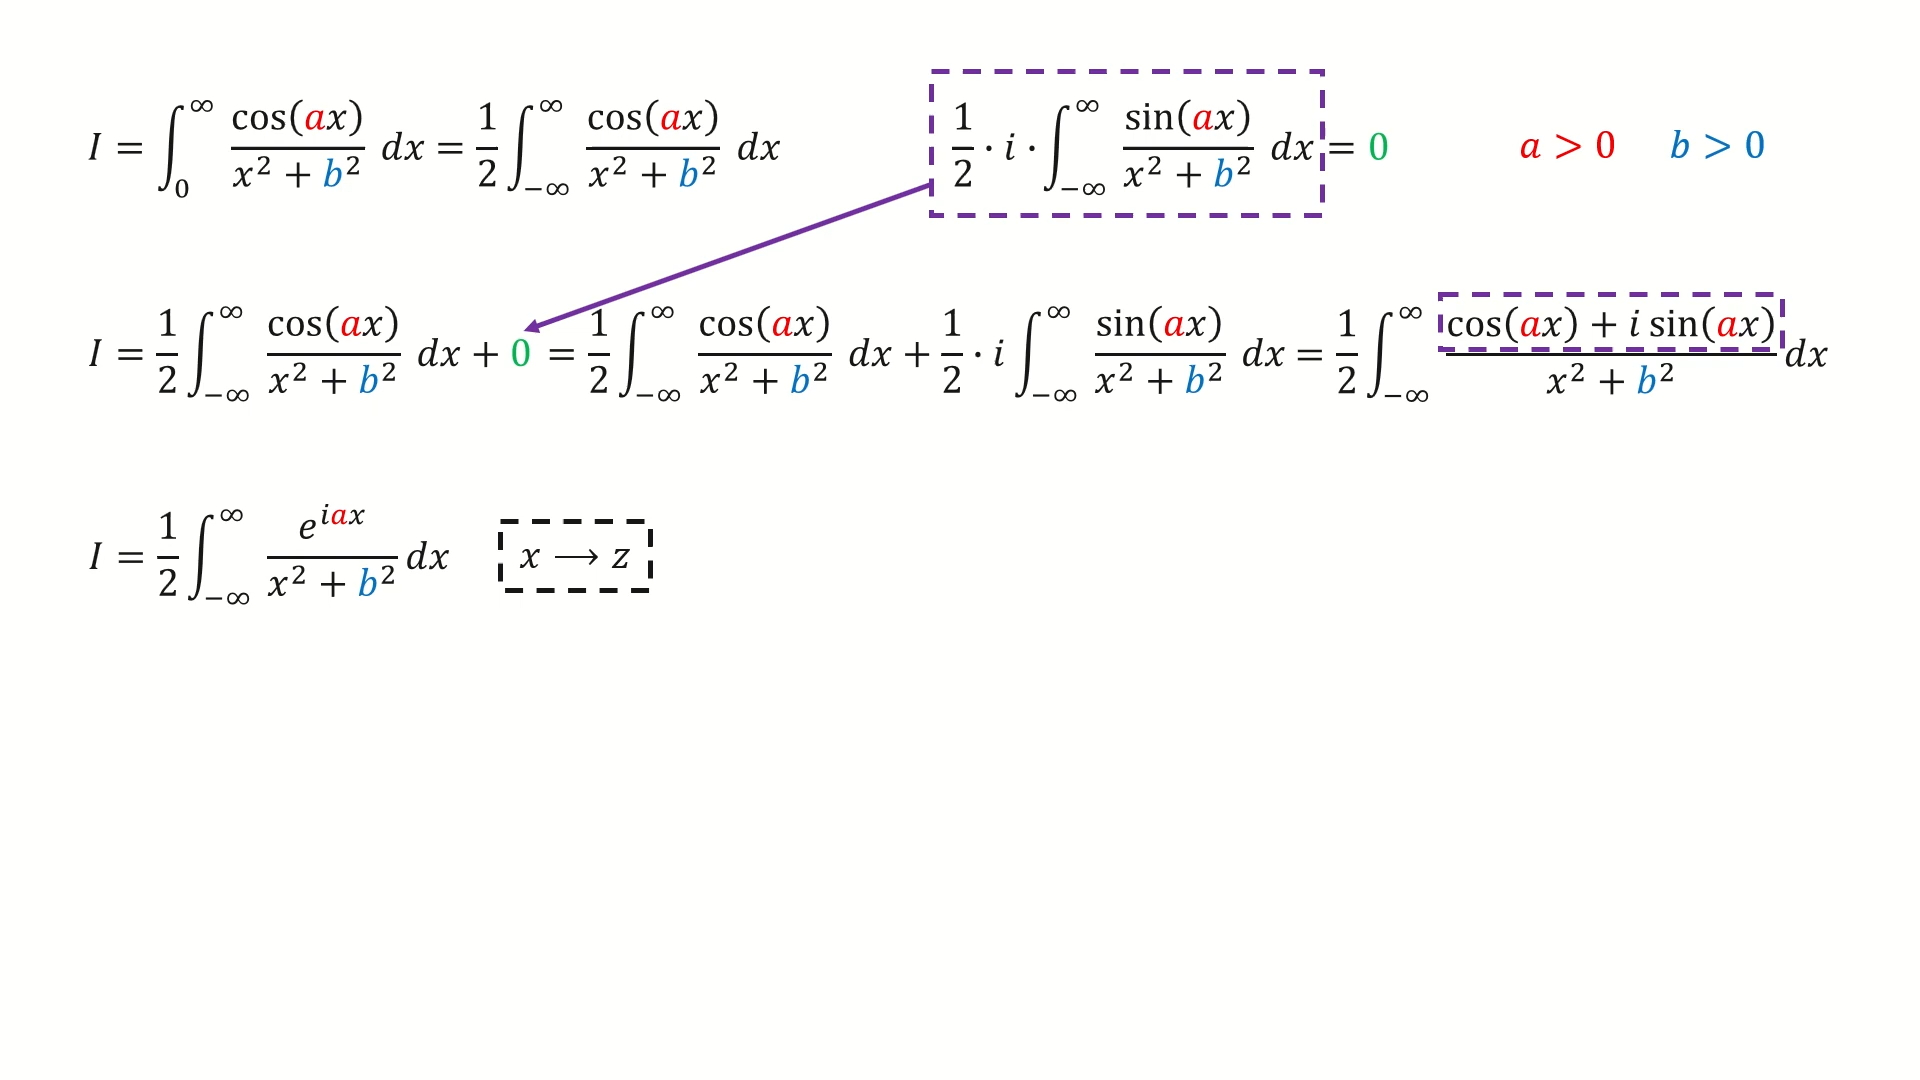 I = ∫_0^∞ cos(ax)/(x² + b²) dx = 1/2 ∫_{−∞}^∞ cos(ax)/(x² + b²) dx    1/2 · i · ∫_{−∞}^∞ sin(ax)/(x² + b²) dx = 0    a > 0    b > 0
I = 1/2 ∫_{−∞}^∞ cos(ax)/(x² + b²) dx + 0 = 1/2 ∫_{−∞}^∞ cos(ax)/(x² + b²) dx + 1/2 · i ∫_{−∞}^∞ sin(ax)/(x² + b²) dx = 1/2 ∫_{−∞}^∞ (cos(ax) + i sin(ax))/(x² + b²) dx
I = 1/2 ∫_{−∞}^∞ e^{iax}/(x² + b²) dx    x ⟶ z